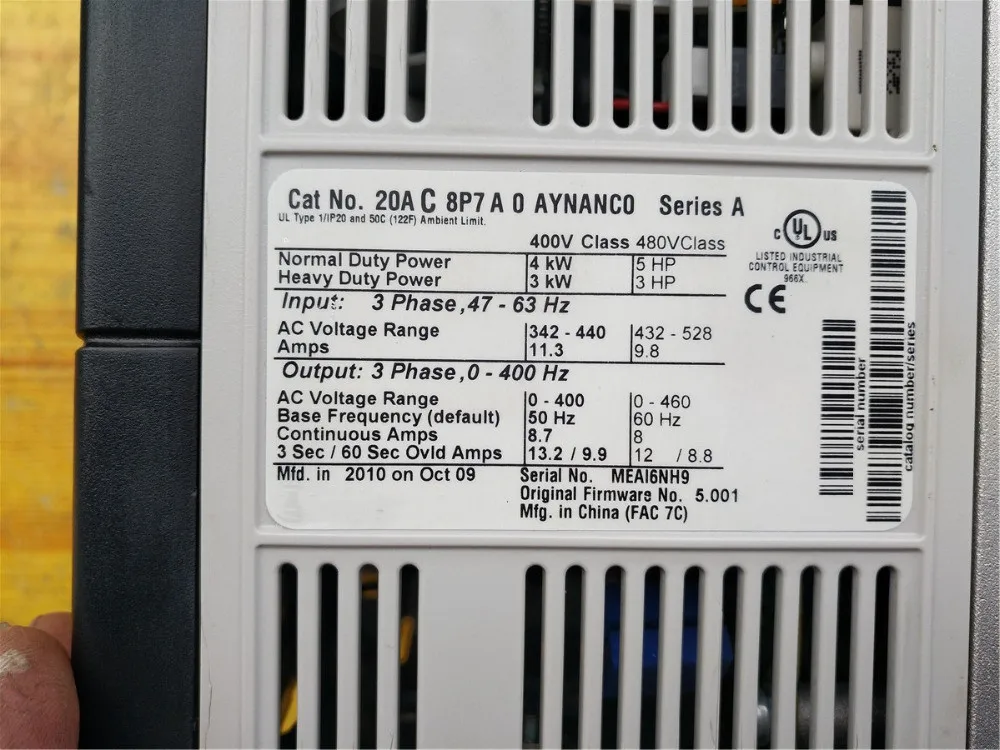 Cat No. 20A C 8P7 A 0 AYNANC0 Series A
UL Type 1/IP20 and 50C (122F) Ambient Limit.
400V Class 480VClass
Normal Duty Power 4 kW 5 HP
Heavy Duty Power 3 kW 3 HP
Input: 3 Phase, 47 - 63 Hz
AC Voltage Range 342 - 440 432 - 528
Amps 11.3 9.8
Output: 3 Phase, 0 - 400 Hz
AC Voltage Range 0 - 400 0 - 460
Base Frequency (default) 50 Hz 60 Hz
Continuous Amps 8.7 8
3 Sec / 60 Sec Ovld Amps 13.2 / 9.9 12 / 8.8
Mfd. in 2010 on Oct 09 Serial No. MEAI6NH9
Original Firmware No. 5.001
Mfg. in China (FAC 7C)
C UL US
LISTED INDUSTRIAL
CONTROL EQUIPMENT
966X
CE
serial number
catalog number/series